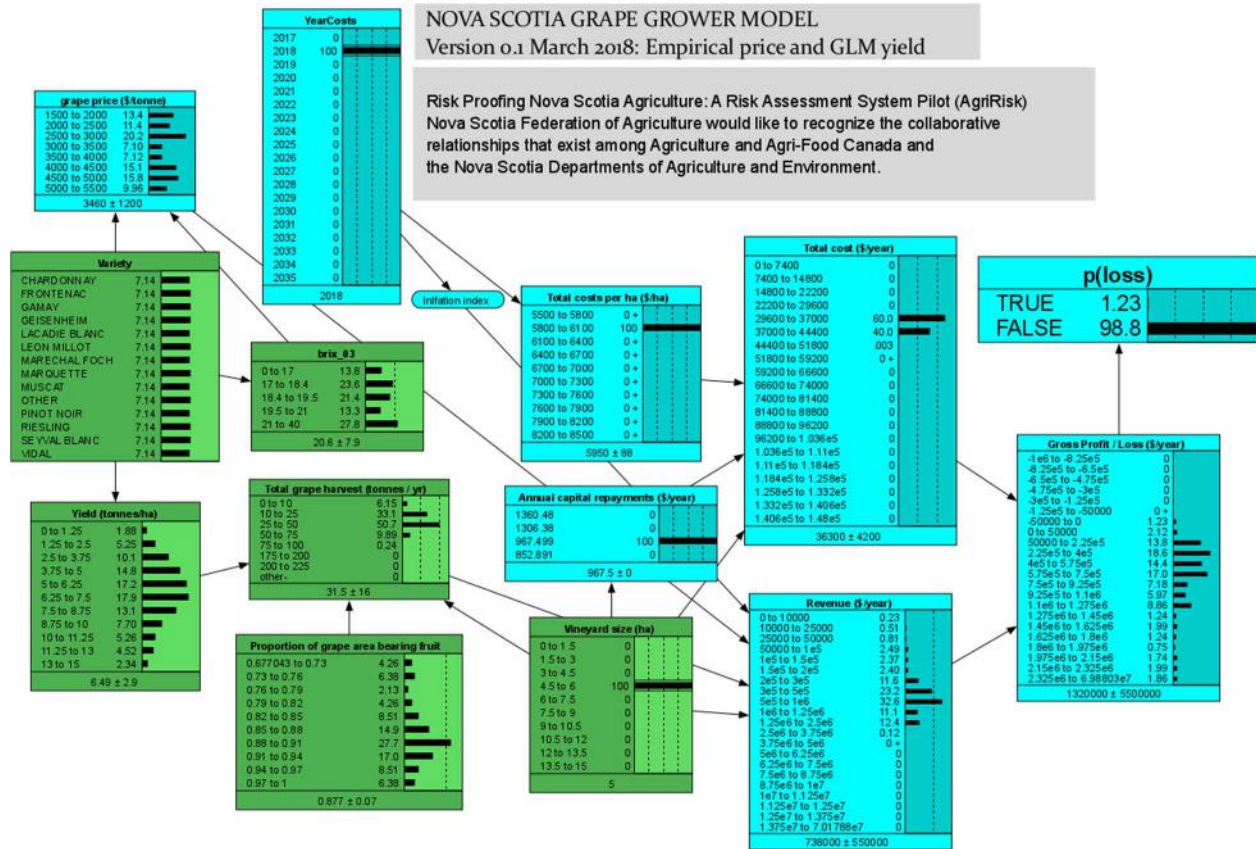 NOVA SCOTIA GRAPE GROWER MODEL
Version 0.1 March 2018: Empirical price and GLM yield
Risk Proofing Nova Scotia Agriculture: A Risk Assessment System Pilot (AgriRisk)
Nova Scotia Federation of Agriculture would like to recognize the collaborative
relationships that exist among Agriculture and Agri-Food Canada and
the Nova Scotia Departments of Agriculture and Environment.
YearCosts
2017 0
2018 100
2019 0
2020 0
2021 0
2022 0
2023 0
2024 0
2025 0
2026 0
2027 0
2028 0
2029 0
2030 0
2031 0
2032 0
2033 0
2034 0
2035 0
2018
grape price ($/tonne)
1500 to 2000 13.4
2000 to 2500 11.4
2500 to 3000 20.2
3000 to 3500 7.10
3500 to 4000 7.12
4000 to 4500 15.1
4500 to 5000 15.8
5000 to 5500 9.96
3460 ± 1200
Variety
CHARDONNAY 7.14
FRONTENAC 7.14
GAMAY 7.14
GEISENHEIM 7.14
LACADIE BLANC 7.14
LEON MILLOT 7.14
MARECHAL FOCH 7.14
MARQUETTE 7.14
MUSCAT 7.14
OTHER 7.14
PINOT NOIR 7.14
RIESLING 7.14
SEYVAL BLANC 7.14
VIDAL 7.14
brix_03
0 to 17 13.8
17 to 18.4 23.6
18.4 to 19.5 21.4
19.5 to 21 13.3
21 to 40 27.8
20.6 ± 7.9
Inlfation index
Total costs per ha ($/ha)
5500 to 5800 0 +
5800 to 6100 100
6100 to 6400 0 +
6400 to 6700 0 +
6700 to 7000 0 +
7000 to 7300 0 +
7300 to 7600 0 +
7600 to 7900 0 +
7900 to 8200 0 +
8200 to 8500 0 +
5950 ± 88
Total cost ($/year)
0 to 7400 0
7400 to 14800 0
14800 to 22200 0
22200 to 29600 0
29600 to 37000 60.0
37000 to 44400 40.0
44400 to 51800 .003
51800 to 59200 0 +
59200 to 66600 0
66600 to 74000 0
74000 to 81400 0
81400 to 88800 0
88800 to 96200 0
96200 to 1.036e5 0
1.036e5 to 1.11e5 0
1.11e5 to 1.184e5 0
1.184e5 to 1.258e5 0
1.258e5 to 1.332e5 0
1.332e5 to 1.406e5 0
1.406e5 to 1.48e5 0
36300 ± 4200
p(loss)
TRUE 1.23
FALSE 98.8
Yield (tonnes/ha)
0 to 1.25 1.88
1.25 to 2.5 5.25
2.5 to 3.75 10.1
3.75 to 5 14.8
5 to 6.25 17.2
6.25 to 7.5 17.9
7.5 to 8.75 13.1
8.75 to 10 7.70
10 to 11.25 5.26
11.25 to 13 4.52
13 to 15 2.34
6.49 ± 2.9
Total grape harvest (tonnes / yr)
0 to 10 6.15
10 to 25 33.1
25 to 50 50.7
50 to 75 9.89
75 to 100 0.24
175 to 200 0
200 to 225 0
other- 0
31.5 ± 16
Proportion of grape area bearing fruit
0.677043 to 0.73 4.26
0.73 to 0.76 6.38
0.76 to 0.79 2.13
0.79 to 0.82 4.26
0.82 to 0.85 8.51
0.85 to 0.88 14.9
0.88 to 0.91 27.7
0.91 to 0.94 17.0
0.94 to 0.97 8.51
0.97 to 1 6.38
0.877 ± 0.07
Annual capital repayments ($/year)
1360.48 0
1306.38 0
967.499 100
852.891 0
967.5 ± 0
Vineyard size (ha)
0 to 1.5 0
1.5 to 3 0
3 to 4.5 0
4.5 to 6 100
6 to 7.5 0
7.5 to 9 0
9 to 10.5 0
10.5 to 12 0
12 to 13.5 0
13.5 to 15 0
5
Revenue ($/year)
0 to 10000 0.23
10000 to 25000 0.51
25000 to 50000 0.81
50000 to 1e5 2.49
1e5 to 1.5e5 2.37
1.5e5 to 2e5 2.40
2e5 to 3e5 11.6
3e5 to 5e5 23.2
5e5 to 1e6 32.6
1e6 to 1.25e6 11.1
1.25e6 to 2.5e6 12.4
2.5e6 to 3.75e6 0.12
3.75e6 to 5e6 0 +
5e6 to 6.25e6 0
6.25e6 to 7.5e6 0
7.5e6 to 8.75e6 0
8.75e6 to 1e7 0
1e7 to 1.125e7 0
1.125e7 to 1.25e7 0
1.25e7 to 1.375e7 0
1.375e7 to 7.01788e7 0
738000 ± 550000
Gross Profit / Loss ($/year)
-1e6 to -8.25e5 0
-8.25e5 to -6.5e5 0
-6.5e5 to -4.75e5 0
-4.75e5 to -3e5 0
-3e5 to -1.25e5 0
-1.25e5 to -50000 0 +
-50000 to 0 1.23
0 to 50000 2.12
50000 to 2.25e5 13.8
2.25e5 to 4e5 18.6
4e5 to 5.75e5 14.4
5.75e5 to 7.5e5 17.0
7.5e5 to 9.25e5 7.18
9.25e5 to 1.1e6 5.97
1.1e6 to 1.275e6 8.86
1.275e6 to 1.45e6 1.24
1.45e6 to 1.625e6 1.99
1.625e6 to 1.8e6 1.24
1.8e6 to 1.975e6 0.75
1.975e6 to 2.15e6 1.74
2.15e6 to 2.325e6 1.99
2.325e6 to 6.98803e7 1.86
1320000 ± 5500000